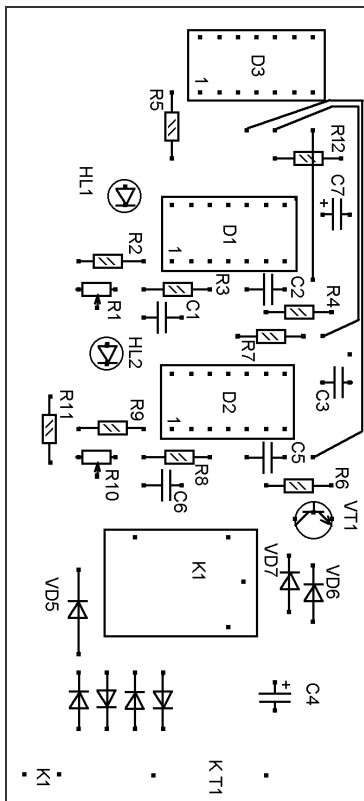 D3
1
R5
R12
HL1
C7
+
D1
1
R2
R3
C2
R4
R1
C1
HL2
R7
D2
1
C3
R11
R9
R8
C5
R6
R10
C6
VT1
K1
VD7
VD6
VD5
+
C4
K1
K T1